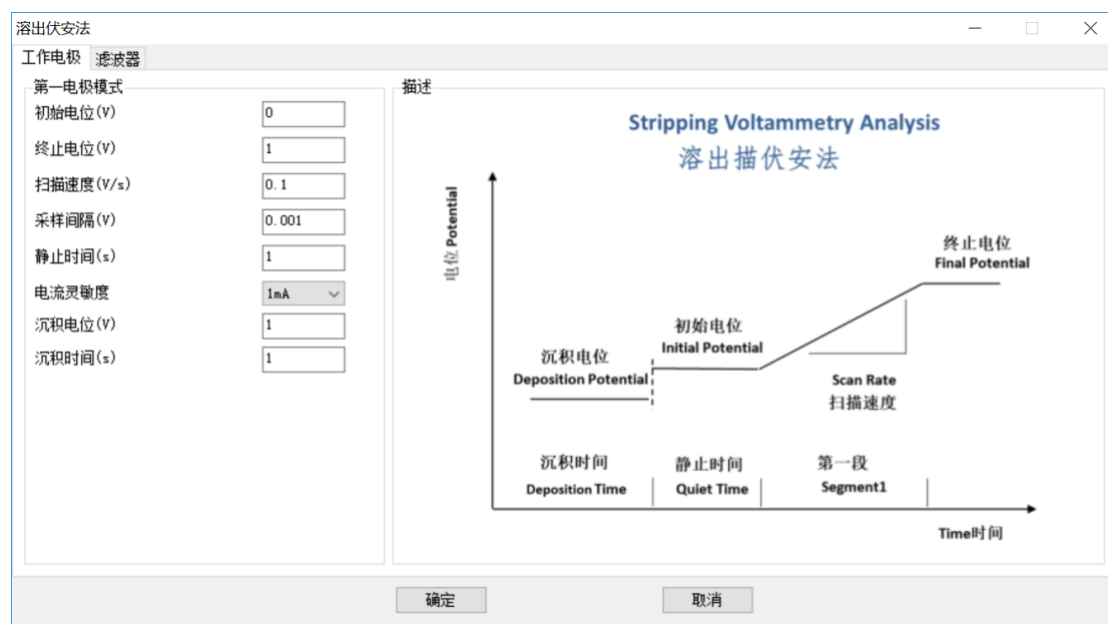 溶出伏安法
工作电极 滤波器
第一电极模式
初始电位(V) 0
终止电位(V) 1
扫描速度(V/s) 0.1
采样间隔(V) 0.001
静止时间(s) 1
电流灵敏度 1mA
沉积电位(V) 1
沉积时间(s) 1
描述
Stripping Voltammetry Analysis
溶出描伏安法
电位 Potential
终止电位
Final Potential
初始电位
Initial Potential
沉积电位
Deposition Potential
Scan Rate
扫描速度
沉积时间
Deposition Time
静止时间
Quiet Time
第一段
Segment1
Time时间
确定 取消